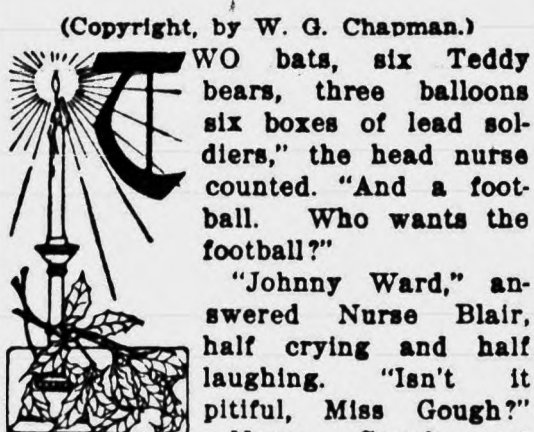 (Copyright, by W. G. Chapman.)
TWO bats, six Teddy
bears, three balloons
six boxes of lead sol-
diers," the head nurse
counted. "And a foot-
ball. Who wants the
football?"
"Johnny Ward," an-
swered Nurse Blair,
half crying and half
laughing. "Isn't it
pitiful, Miss Gough?"